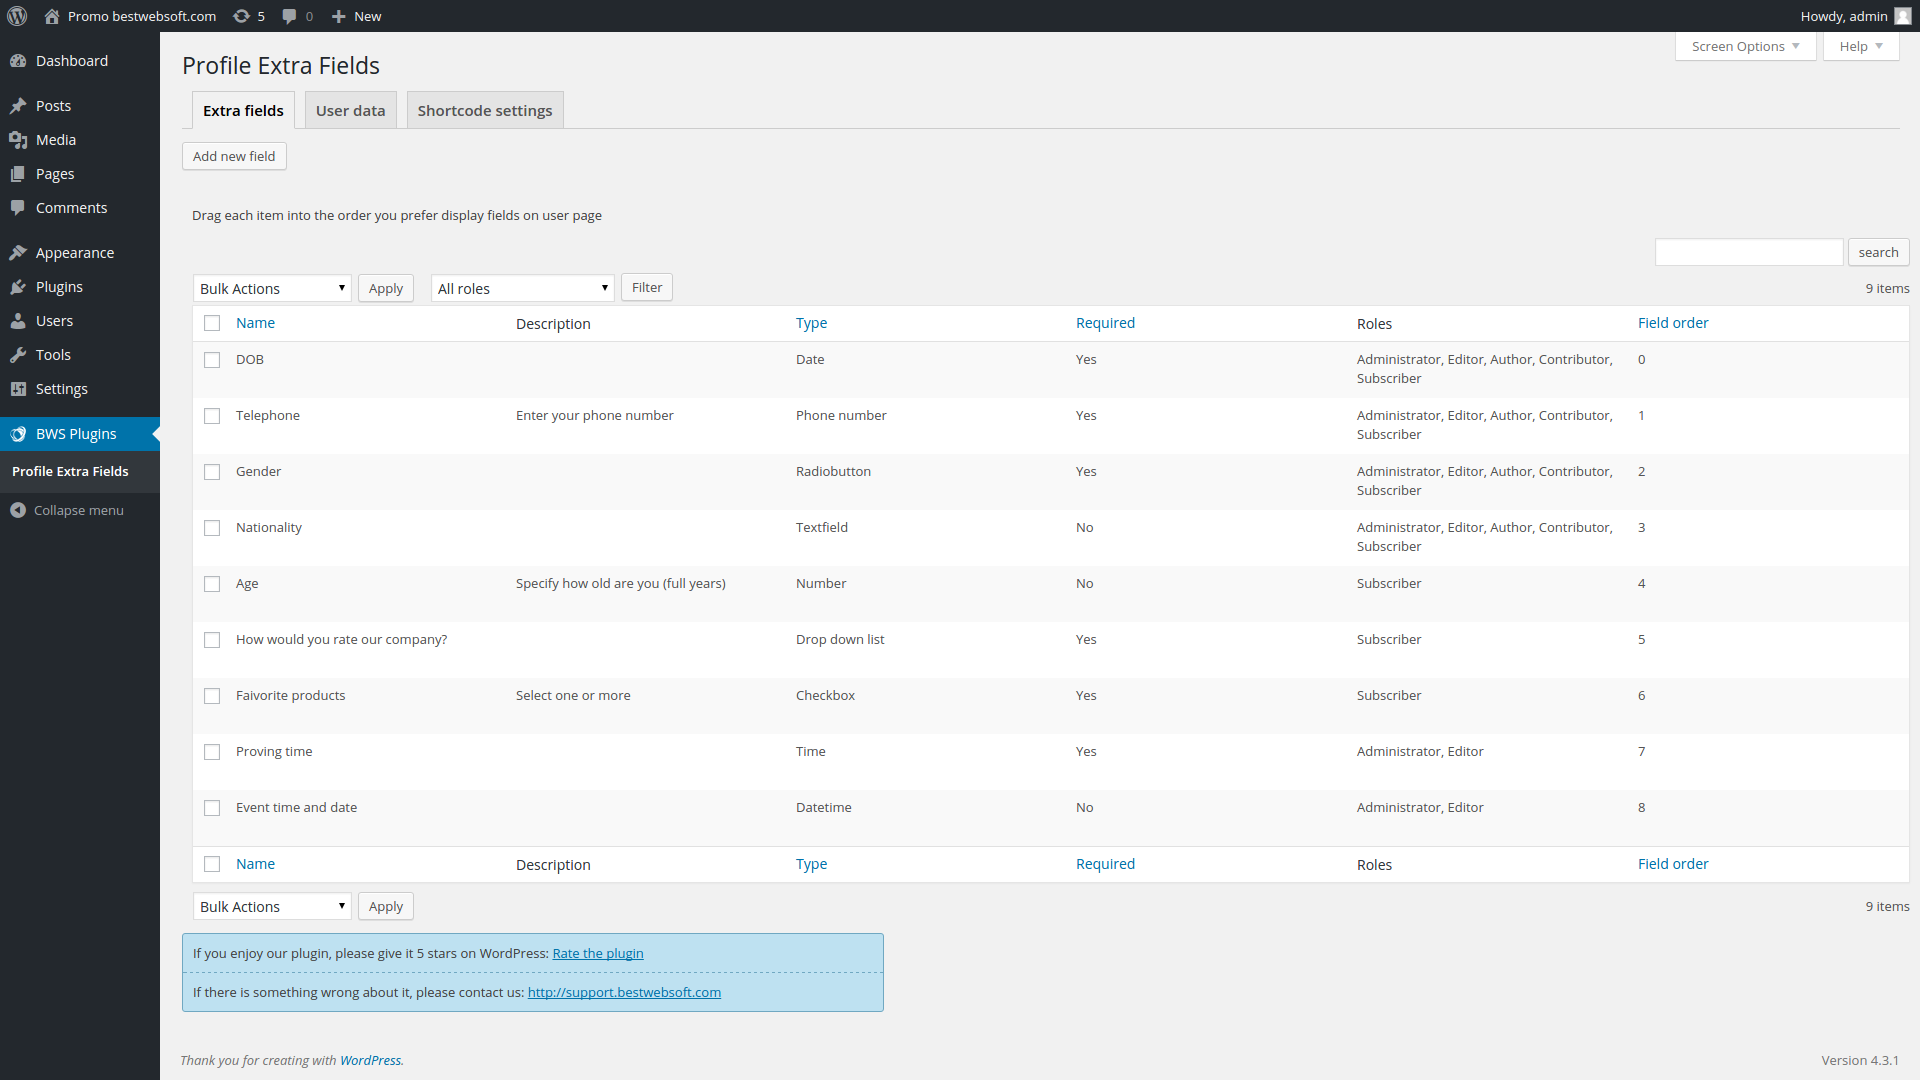 Promo bestwebsoft.com 5 0 New Howdy, admin
Screen Options Help
Dashboard
Posts
Media
Pages
Comments
Appearance
Plugins
Users
Tools
Settings
BWS Plugins
Profile Extra Fields
Collapse menu
Profile Extra Fields
Extra fields User data Shortcode settings
Add new field
Drag each item into the order you prefer display fields on user page
search
Bulk Actions Apply All roles Filter 9 items
Name Description Type Required Roles Field order
DOB Date Yes Administrator, Editor, Author, Contributor, 0
Subscriber
Telephone Enter your phone number Phone number Yes Administrator, Editor, Author, Contributor, 1
Subscriber
Gender Radiobutton Yes Administrator, Editor, Author, Contributor, 2
Subscriber
Nationality Textfield No Administrator, Editor, Author, Contributor, 3
Subscriber
Age Specify how old are you (full years) Number No Subscriber 4
How would you rate our company? Drop down list Yes Subscriber 5
Faivorite products Select one or more Checkbox Yes Subscriber 6
Proving time Time Yes Administrator, Editor 7
Event time and date Datetime No Administrator, Editor 8
Name Description Type Required Roles Field order
Bulk Actions Apply 9 items
If you enjoy our plugin, please give it 5 stars on WordPress: Rate the plugin
If there is something wrong about it, please contact us: http://support.bestwebsoft.com
Thank you for creating with WordPress. Version 4.3.1